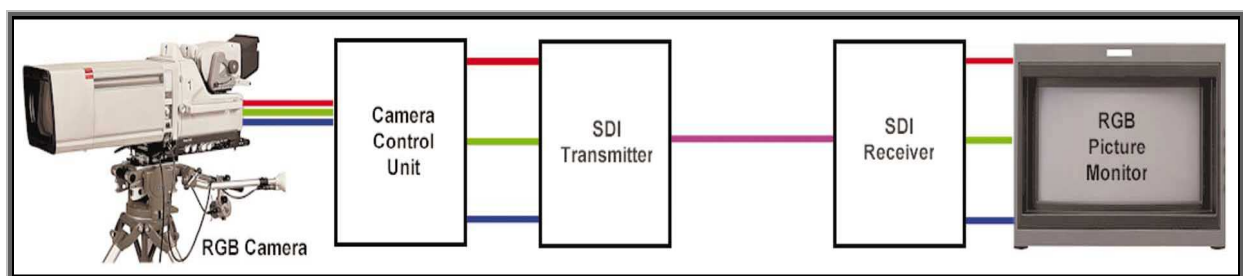 RGB Camera
Camera
Control
Unit
SDI
Transmitter
SDI
Receiver
RGB
Picture
Monitor